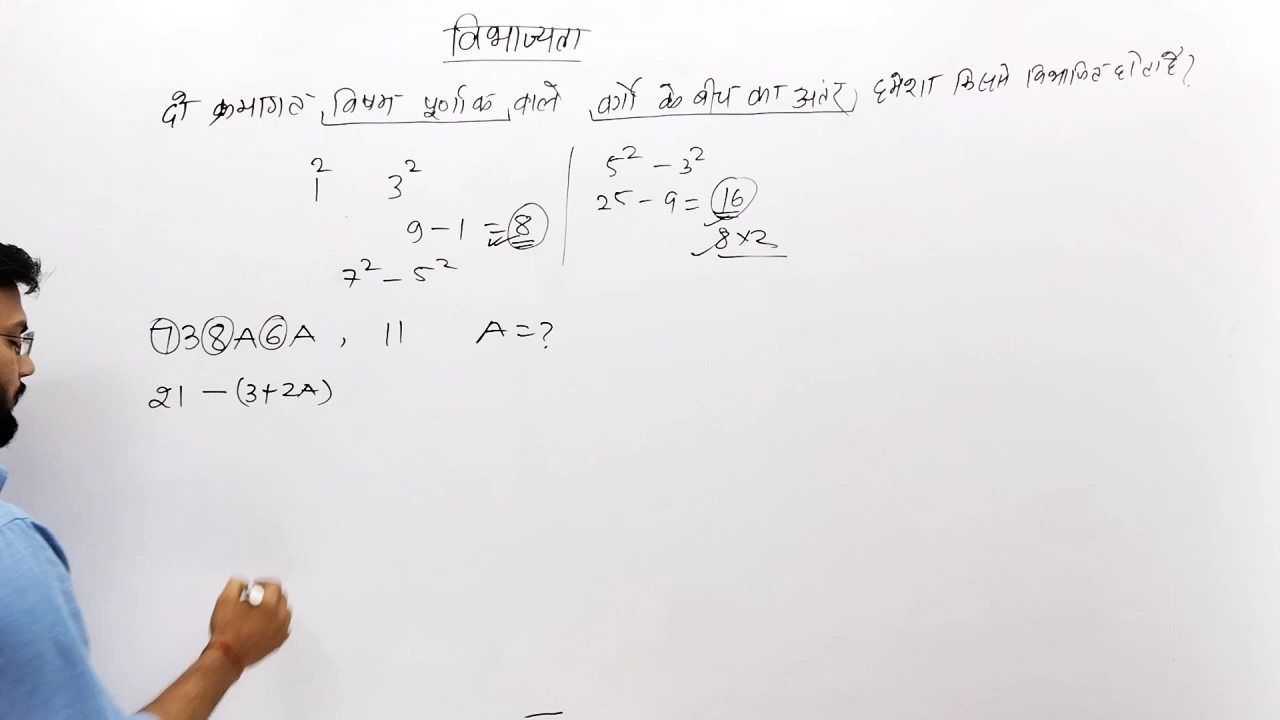 विभाज्यता
दो क्रमागत विषम पूर्णांक वाले वर्गों के बीच का अंतर, हमेशा किससे विभाजित होता है?
1² 3²
9 - 1 = 8
7² - 5²
5² - 3²
25 - 9 = 16
8×2
738A6A , 11 A = ?
21 - (3+2A)